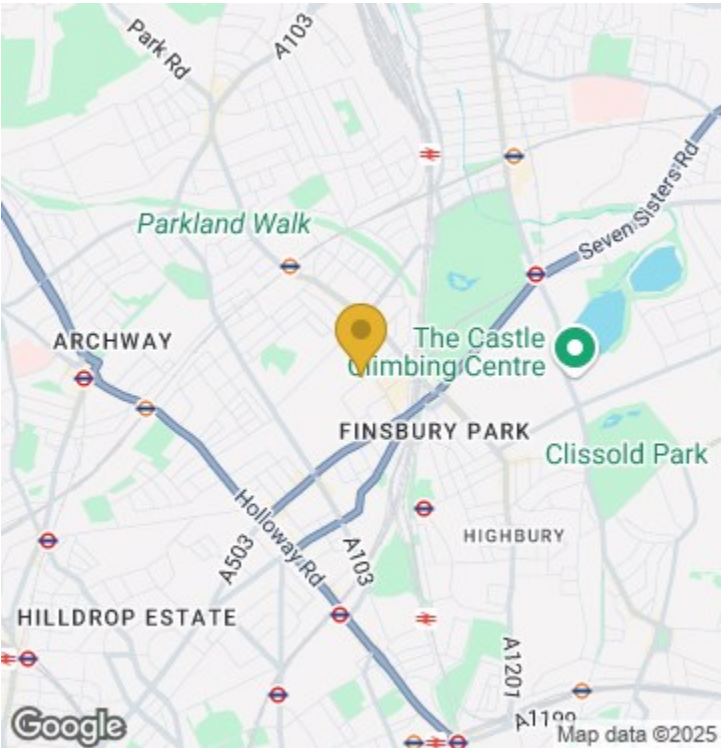 Park Rd
A103
Seven Sisters Rd
Parkland Walk
ARCHWAY
The Castle
Climbing Centre
FINSBURY PARK
Clissold Park
Holloway Rd
HIGHBURY
A503
A103
HILLDROP ESTATE
A1201
A1199
Google
Map data ©2025